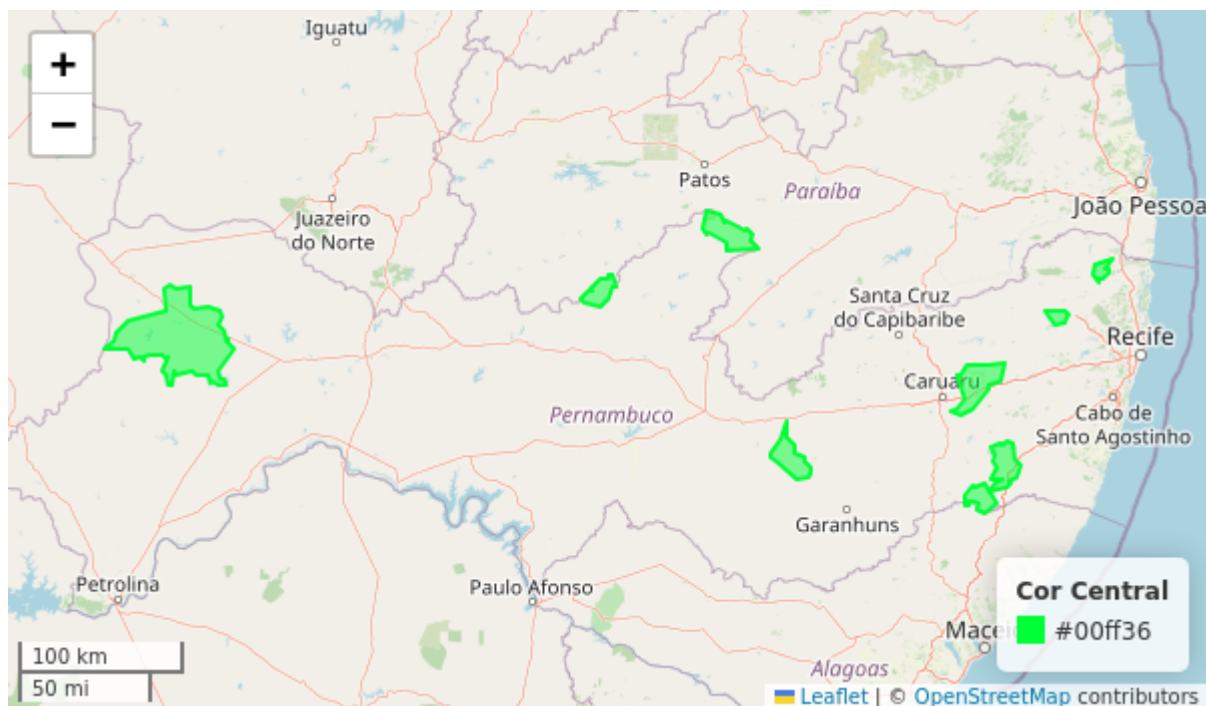 Iguatu
+
−
Patos
Paraíba
João Pessoa
Juazeiro
do Norte
Santa Cruz
do Capibaribe
Recife
Caruaru
Pernambuco
Cabo de
Santo Agostinho
Garanhuns
Petrolina
Paulo Afonso
Cor Central
#00ff36
100 km
50 mi
Alagoas
Leaflet | © OpenStreetMap contributors